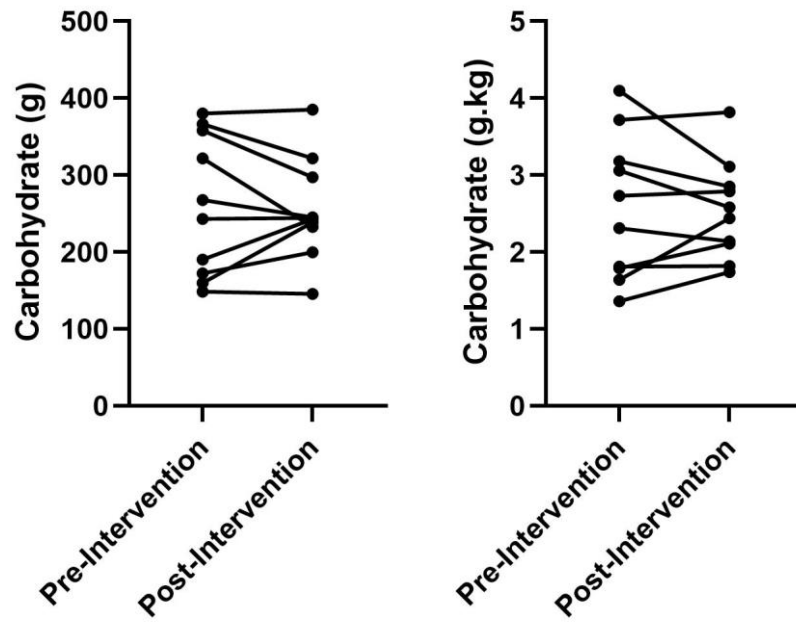 Carbohydrate (g)
500
400
300
200
100
0
Pre-Intervention
Post-Intervention
Carbohydrate (g.kg)
5
4
3
2
1
0
Pre-Intervention
Post-Intervention